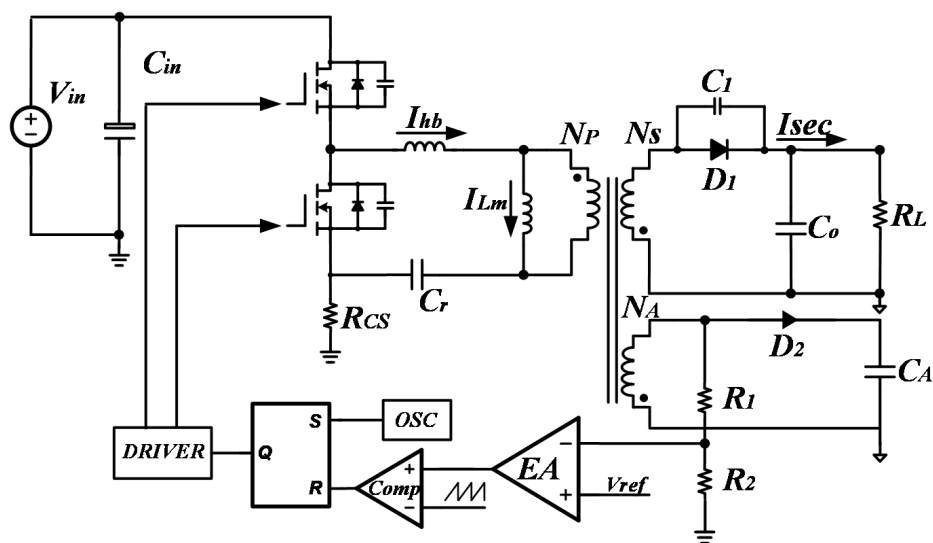 Vin
Cin
Ihb
NP
NS
C1
D1
Isec
ILm
Co
RL
Cr
RCS
NA
D2
CA
R1
R2
DRIVER
Q
S
R
OSC
Comp
+
−
EA
−
+
Vref